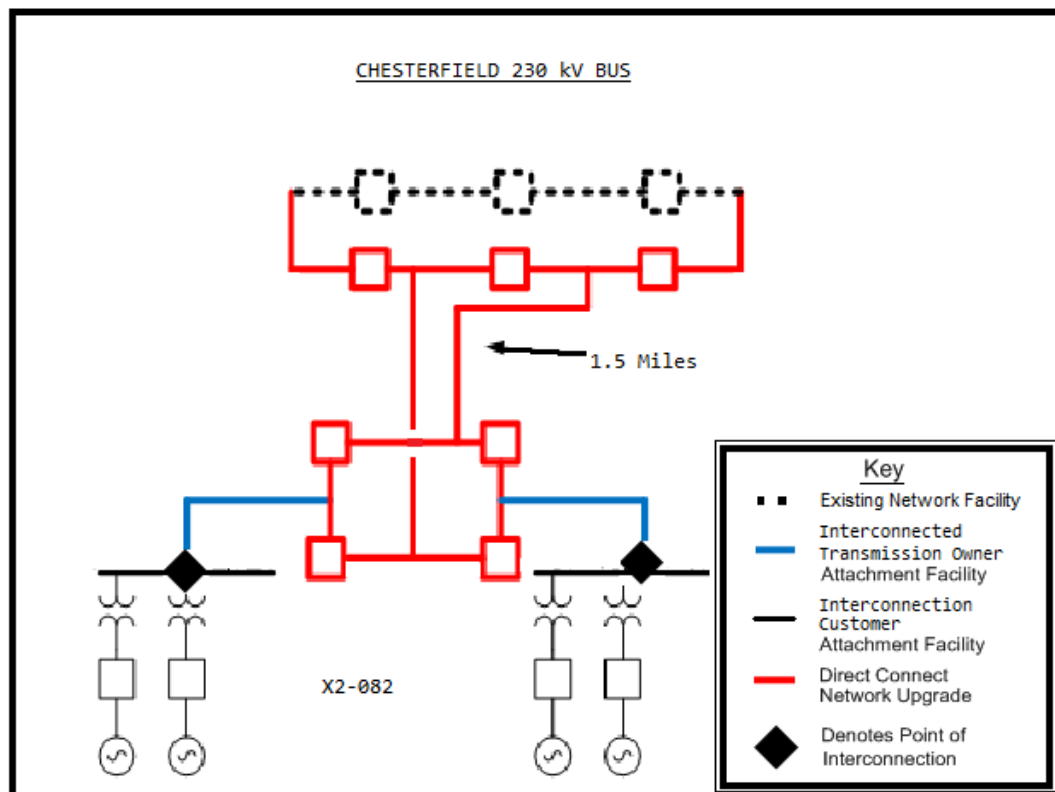 CHESTERFIELD 230 kV BUS
1.5 Miles
X2-082
Key
Existing Network Facility
Interconnected
Transmission Owner
Attachment Facility
Interconnection
Customer
Attachment Facility
Direct Connect
Network Upgrade
Denotes Point of
Interconnection